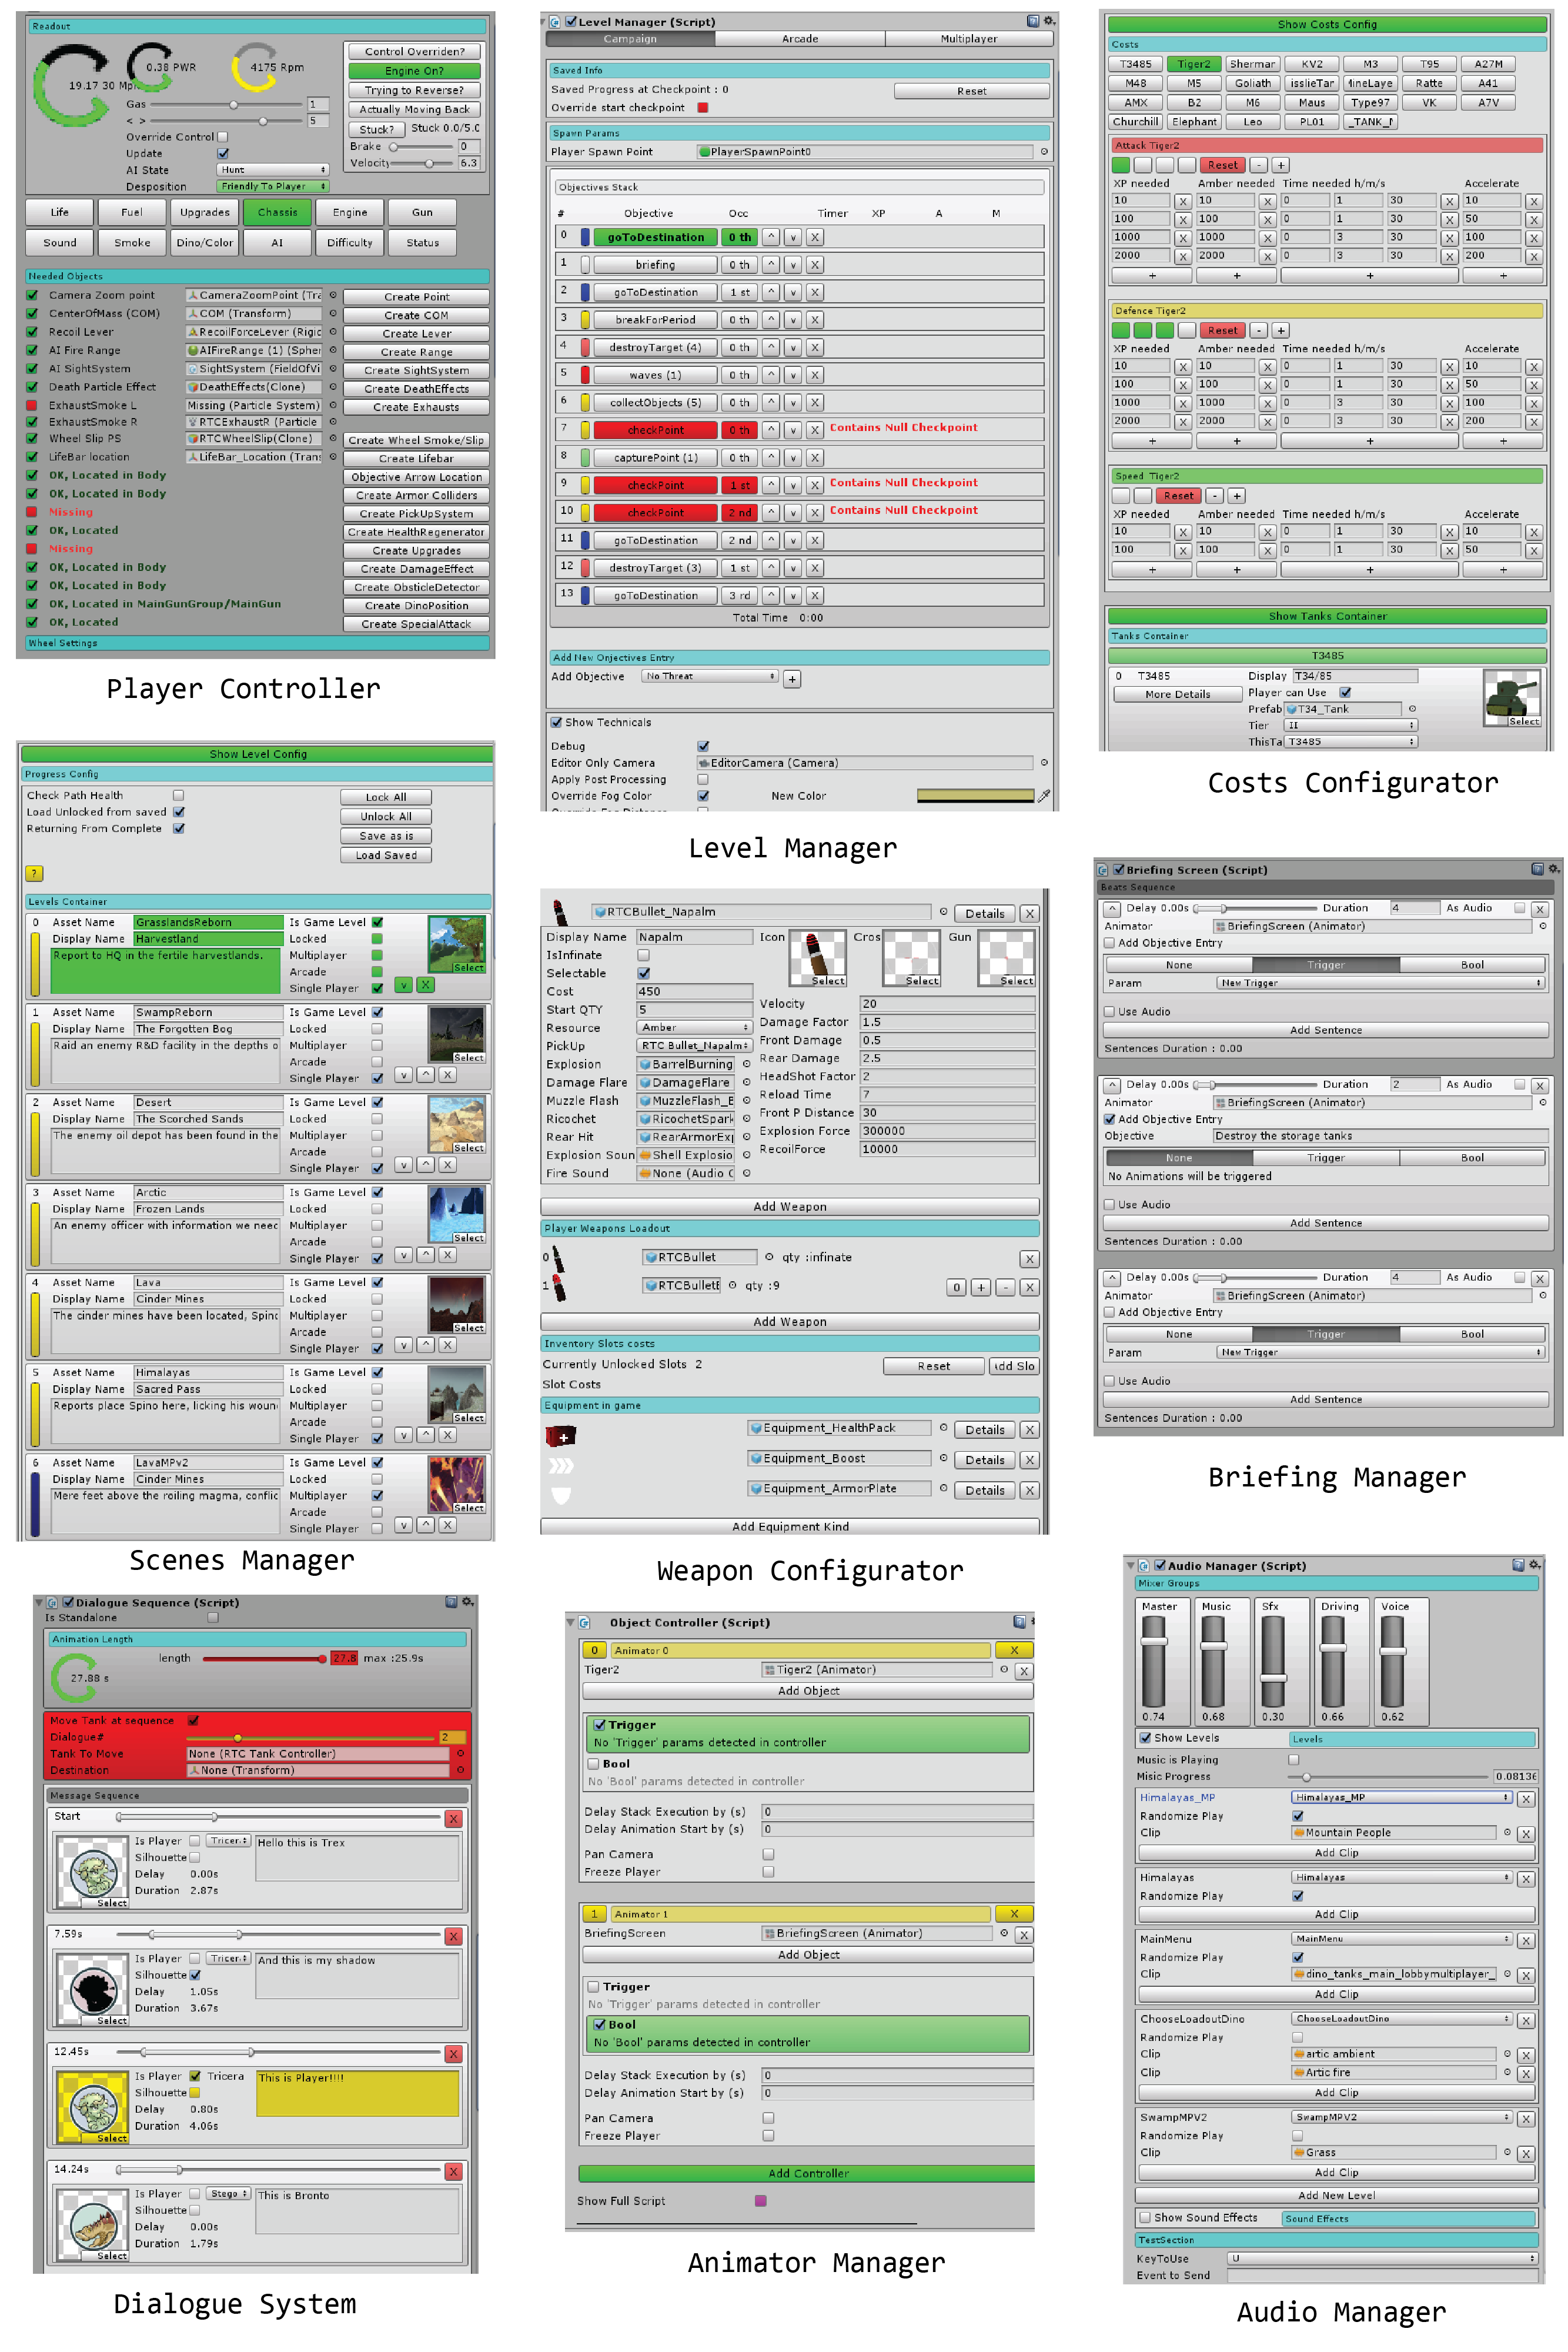 Readout
19.17 30 Mph
0.38 PWR
4175 Rpm
Control Overriden?
Engine On?
Trying to Reverse?
Actually Moving Back
Stuck? Stuck 0.0/5.0
Brake 0
Velocity 6.3
Gas 1
< > 5
Override Control
Update
AI State Hunt
Desposition Friendly To Player
Life Fuel Upgrades Chassis Engine Gun
Sound Smoke Dino/Color AI Difficulty Status
Needed Objects
Camera Zoom point CameraZoomPoint (Tra Create Point
CenterOfMass (COM) COM (Transform) Create COM
Recoil Lever RecoilForceLever (Rigid Create Lever
AI Fire Range AIFireRange (1) (Spher Create Range
AI SightSystem SightSystem (FieldOfVi Create SightSystem
Death Particle Effect DeathEffects(Clone) Create DeathEffects
ExhaustSmoke L Missing (Particle System) Create Exhausts
ExhaustSmoke R RTCExhaustR (Particle
Wheel Slip PS RTCWheelSlip(Clone) Create Wheel Smoke/Slip
LifeBar location LifeBar_Location (Trans Create Lifebar
OK, Located in Body Objective Arrow Location
OK, Located in Body Create Armor Colliders
Missing Create PickUpSystem
OK, Located Create HealthRegenerator
Missing Create Upgrades
OK, Located in Body Create DamageEffect
OK, Located in Body Create ObsticleDetector
OK, Located in MainGunGroup/MainGun Create DinoPosition
OK, Located Create SpecialAttack
Wheel Settings
Player Controller
Level Manager (Script)
Campaign Arcade Multiplayer
Saved Info
Saved Progress at Checkpoint : 0 Reset
Override start checkpoint
Spawn Params
Player Spawn Point PlayerSpawnPoint0
Objectives Stack
# Objective Occ Timer XP A M
0 goToDestination 0 th ^ v X
1 briefing 0 th ^ v X
2 goToDestination 1 st ^ v X
3 breakForPeriod 0 th ^ v X
4 destroyTarget (4) 0 th ^ v X
5 waves (1) 0 th ^ v X
6 collectObjects (5) 0 th ^ v X
7 checkPoint 0 th ^ v X Contains Null Checkpoint
8 capturePoint (1) 0 th ^ v X
9 checkPoint 1 st ^ v X Contains Null Checkpoint
10 checkPoint 2 nd ^ v X Contains Null Checkpoint
11 goToDestination 2 nd ^ v X
12 destroyTarget (3) 1 st ^ v X
13 goToDestination 3 rd ^ v X
Total Time 0:00
Add New Onjectives Entry
Add Objective No Threat +
Show Technicals
Debug
Editor Only Camera EditorCamera (Camera)
Apply Post Processing
Override Fog Color New Color
Override Fog Distance
Level Manager
Show Costs Config
Costs
T3485 Tiger2 Shermar KV2 M3 T95 A27M
M48 M5 Goliath isslieTar lineLaye Ratte A41
AMX B2 M6 Maus Type97 VK A7V
Churchill Elephant Leo PL01 _TANK_N
Attack Tiger2
Reset - +
XP needed Amber needed Time needed h/m/s Accelerate
10 X 10 X 0 1 30 X 10 X
100 X 100 X 0 1 30 X 50 X
1000 X 1000 X 0 3 30 X 100 X
2000 X 2000 X 0 3 30 X 200 X
+ + + +
Defence Tiger2
Reset - +
XP needed Amber needed Time needed h/m/s Accelerate
10 X 10 X 0 1 30 X 10 X
100 X 100 X 0 1 30 X 50 X
1000 X 1000 X 0 3 30 X 100 X
2000 X 2000 X 0 3 30 X 200 X
+ + + +
Speed Tiger2
Reset - +
XP needed Amber needed Time needed h/m/s Accelerate
10 X 10 X 0 1 30 X 10 X
100 X 100 X 0 1 30 X 50 X
+ + + +
Show Tanks Container
Tanks Container
T3485
0 T3485 Display T34/85
More Details Player can Use
Prefab T34_Tank
Tier II Select
ThisTa T3485
Costs Configurator
Show Level Config
Progress Config
Check Path Health Lock All
Load Unlocked from saved Unlock All
Returning From Complete Save as is
Load Saved
?
Levels Container
0 Asset Name GrasslandsReborn Is Game Level
Display Name Harvestland Locked
Report to HQ in the fertile harvestlands. Multiplayer
Arcade Select
Single Player v X
1 Asset Name SwampReborn Is Game Level
Display Name The Forgotten Bog Locked
Raid an enemy R&D facility in the depths o Multiplayer
Arcade Select
Single Player v ^ X
2 Asset Name Desert Is Game Level
Display Name The Scorched Sands Locked
The enemy oil depot has been found in the Multiplayer
Arcade Select
Single Player v ^ X
3 Asset Name Arctic Is Game Level
Display Name Frozen Lands Locked
An enemy officer with information we neec Multiplayer
Arcade Select
Single Player v ^ X
4 Asset Name Lava Is Game Level
Display Name Cinder Mines Locked
The cinder mines have been located, Spinc Multiplayer
Arcade Select
Single Player v ^ X
5 Asset Name Himalayas Is Game Level
Display Name Sacred Pass Locked
Reports place Spino here, licking his woun Multiplayer
Arcade Select
Single Player v ^ X
6 Asset Name LavaMPv2 Is Game Level
Display Name Cinder Mines Locked
Mere feet above the roiling magma, conflic Multiplayer
Arcade Select
Single Player v ^ X
Scenes Manager
RTCBullet_Napalm Details X
Display Name Napalm Icon Cros Gun
IsInfinate
Selectable Select Select Select
Cost 450
Start QTY 5
Resource Amber
PickUp RTC Bullet_Napalm
Explosion BarrelBurning
Damage Flare DamageFlare
Muzzle Flash MuzzleFlash_E
Ricochet RicochetSpark
Rear Hit RearArmorExp
Explosion Soun Shell Explosio
Fire Sound None (Audio C
Velocity 20
Damage Factor 1.5
Front Damage 0.5
Rear Damage 2.5
HeadShot Factor 2
Reload Time 7
Front P Distance 30
Explosion Force 300000
RecoilForce 10000
Add Weapon
Player Weapons Loadout
0 RTCBullet qty :infinate X
1 RTCBulletE qty :9 0 + - X
Add Weapon
Inventory Slots costs
Currently Unlocked Slots 2 Reset Add Slo
Slot Costs
Equipment in game
Equipment_HealthPack Details X
Equipment_Boost Details X
Equipment_ArmorPlate Details X
Add Equipment Kind
Weapon Configurator
Briefing Screen (Script)
Beats Sequence
^ Delay 0.00s Duration 4 As Audio X
Animator BriefingScreen (Animator)
Add Objective Entry
None Trigger Bool
Param New Trigger
Use Audio
Add Sentence
Sentences Duration : 0.00
^ Delay 0.00s Duration 2 As Audio X
Animator BriefingScreen (Animator)
Add Objective Entry
Objective Destroy the storage tanks
None Trigger Bool
No Animations will be triggered
Use Audio
Add Sentence
Sentences Duration : 0.00
^ Delay 0.00s Duration 4 As Audio X
Animator BriefingScreen (Animator)
Add Objective Entry
None Trigger Bool
Param New Trigger
Use Audio
Add Sentence
Sentences Duration : 0.00
Briefing Manager
Dialogue Sequence (Script)
Is Standalone
Animation Length
length 27.8 max :25.9s
27.88 s
Move Tank at sequence
Dialogue# 2
Tank To Move None (RTC Tank Controller)
Destination None (Transform)
Message Sequence
Start X
Is Player Tricera Hello this is Trex
Silhouette
Delay 0.00s
Duration 2.87s
Select
7.59s X
Is Player Tricera And this is my shadow
Silhouette
Delay 1.05s
Duration 3.67s
Select
12.45s X
Is Player Tricera This is Player!!!!
Silhouette
Delay 0.80s
Duration 4.06s
Select
14.24s X
Is Player Stego This is Bronto
Silhouette
Delay 0.00s
Duration 1.79s
Select
Dialogue System
Object Controller (Script)
0 Animator 0 X
Tiger2 Tiger2 (Animator) X
Add Object
Trigger
No 'Trigger' params detected in controller
Bool
No 'Bool' params detected in controller
Delay Stack Execution by (s) 0
Delay Animation Start by (s) 0
Pan Camera
Freeze Player
1 Animator 1 X
BriefingScreen BriefingScreen (Animator) X
Add Object
Trigger
No 'Trigger' params detected in controller
Bool
No 'Bool' params detected in controller
Delay Stack Execution by (s) 0
Delay Animation Start by (s) 0
Pan Camera
Freeze Player
Add Controller
Show Full Script
Animator Manager
Audio Manager (Script)
Mixer Groups
Master Music Sfx Driving Voice
0.74 0.68 0.30 0.66 0.62
Show Levels Levels
Music is Playing
Misic Progress 0.08136
Himalayas_MP Himalayas_MP X
Randomize Play
Clip Mountain People X
Add Clip
Himalayas Himalayas X
Randomize Play
Add Clip
MainMenu MainMenu X
Randomize Play
Clip dino_tanks_main_lobbymultiplayer_ X
Add Clip
ChooseLoadoutDino ChooseLoadoutDino X
Randomize Play
Clip artic ambient X
Clip Artic fire X
Add Clip
SwampMPV2 SwampMPV2 X
Randomize Play
Clip Grass X
Add Clip
Add New Level
Show Sound Effects Sound Effects
TestSection
KeyToUse U
Event to Send
Audio Manager